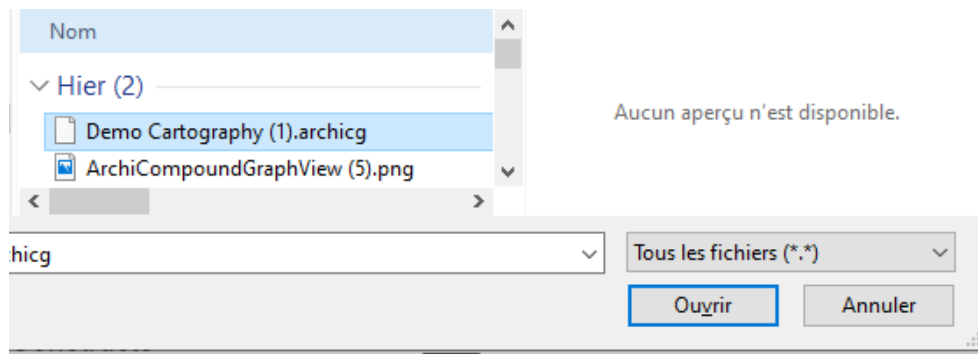 Nom
Hier (2)
Demo Cartography (1).archicg
ArchiCompoundGraphView (5).png
Aucun aperçu n’est disponible.
hicg
Tous les fichiers (*.*)
Ouvrir
Annuler